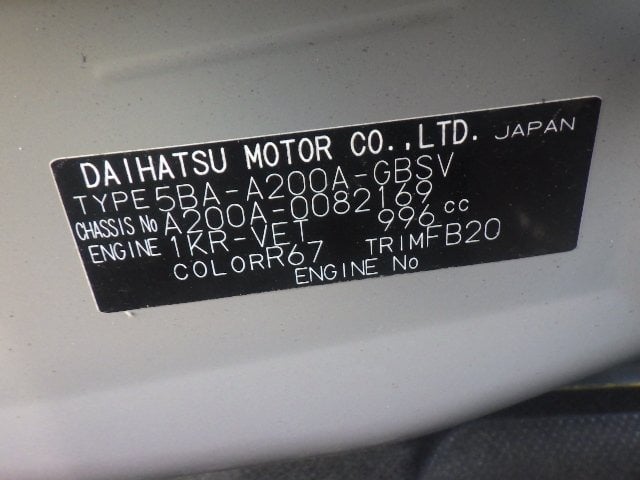 DAIHATSU MOTOR CO.,LTD. JAPAN
TYPE 5BA-A200A-GBSV
CHASSIS No A200A-0082169
ENGINE 1KR-VET 996 cc
COLOR R67 TRIM FB20
ENGINE No